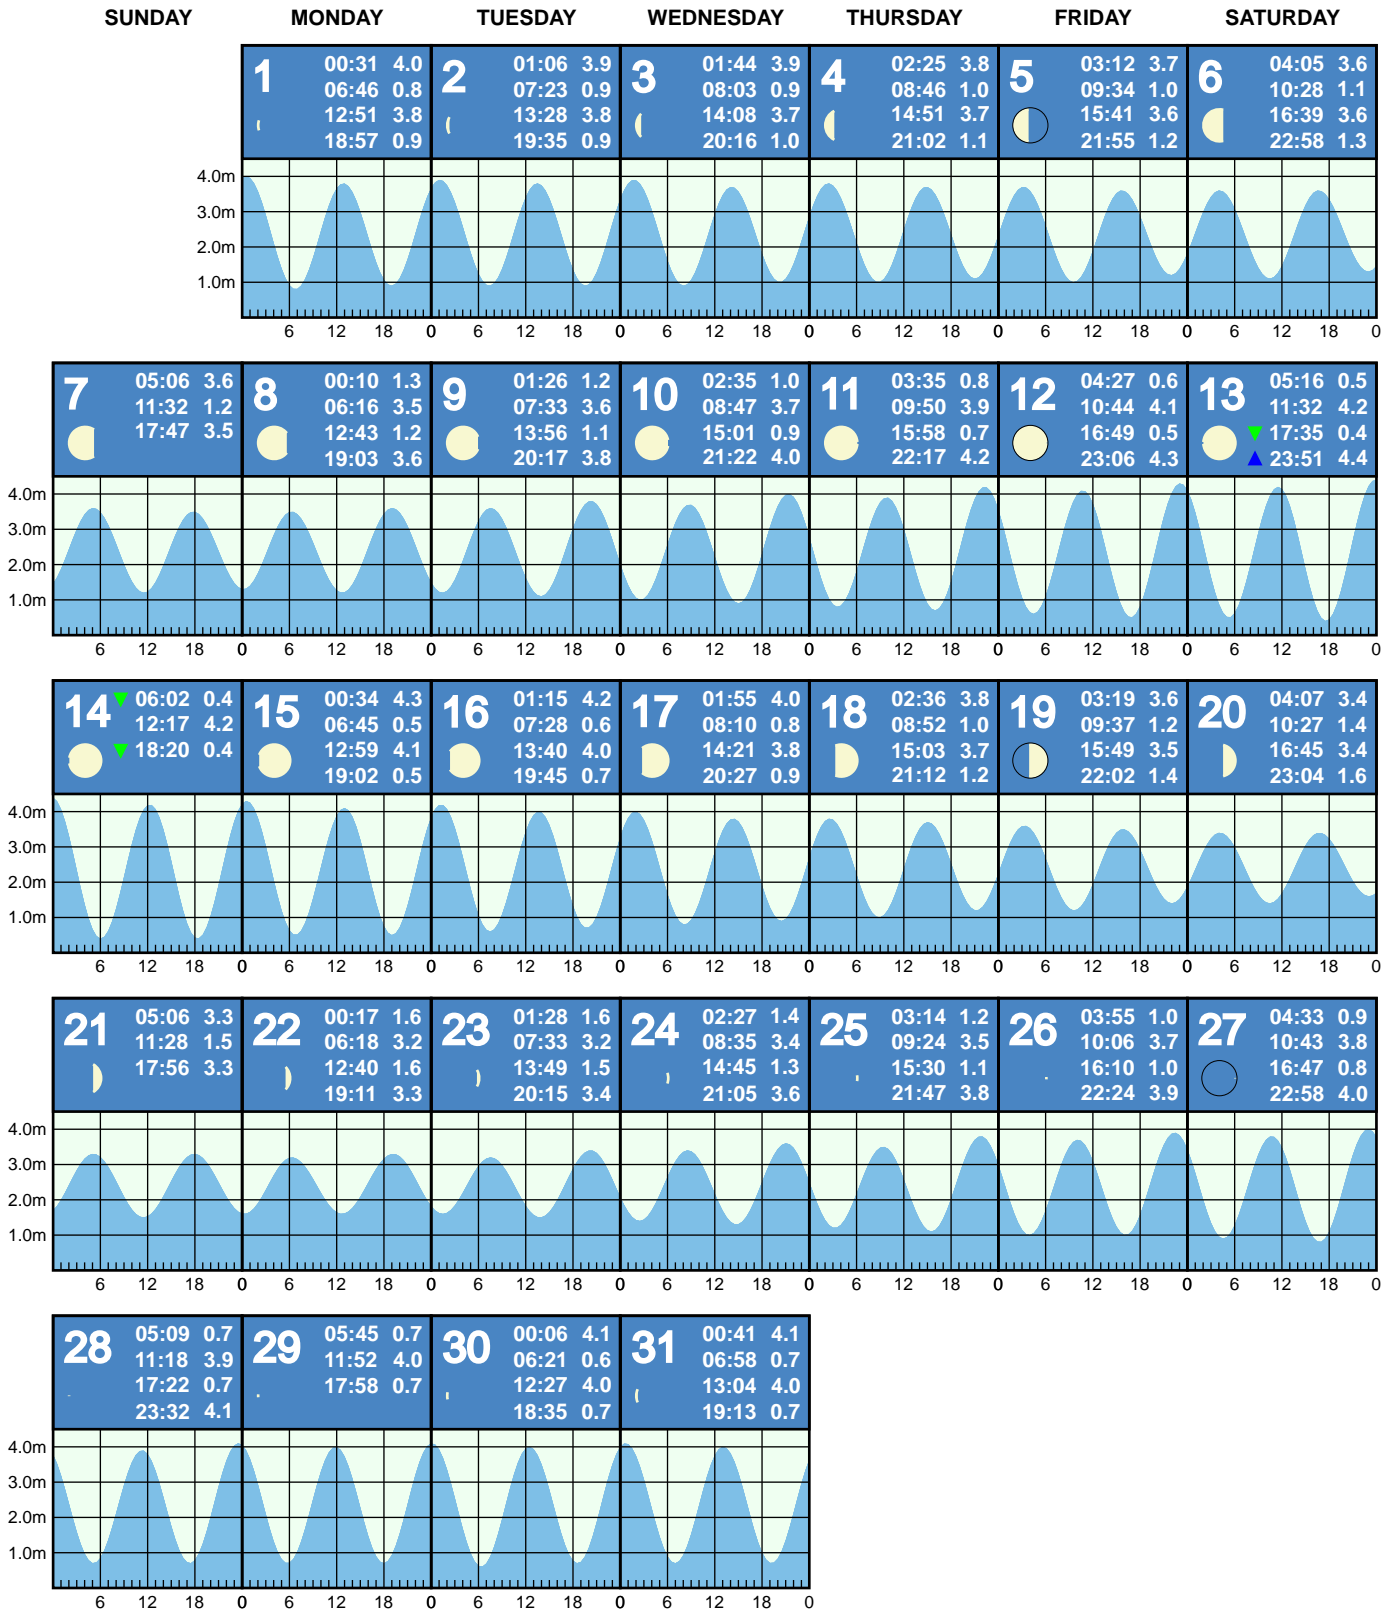 SUNDAY MONDAY TUESDAY WEDNESDAY THURSDAY FRIDAY SATURDAY
1 00:31 4.0
06:46 0.8
12:51 3.8
18:57 0.9
2 01:06 3.9
07:23 0.9
13:28 3.8
19:35 0.9
3 01:44 3.9
08:03 0.9
14:08 3.7
20:16 1.0
4 02:25 3.8
08:46 1.0
14:51 3.7
21:02 1.1
5 03:12 3.7
09:34 1.0
15:41 3.6
21:55 1.2
6 04:05 3.6
10:28 1.1
16:39 3.6
22:58 1.3
4.0m
3.0m
2.0m
1.0m
6 12 18 0 6 12 18 0 6 12 18 0 6 12 18 0 6 12 18 0 6 12 18 0
7 05:06 3.6
11:32 1.2
17:47 3.5
8 00:10 1.3
06:16 3.5
12:43 1.2
19:03 3.6
9 01:26 1.2
07:33 3.6
13:56 1.1
20:17 3.8
10 02:35 1.0
08:47 3.7
15:01 0.9
21:22 4.0
11 03:35 0.8
09:50 3.9
15:58 0.7
22:17 4.2
12 04:27 0.6
10:44 4.1
16:49 0.5
23:06 4.3
13 05:16 0.5
11:32 4.2
17:35 0.4
23:51 4.4
4.0m
3.0m
2.0m
1.0m
6 12 18 0 6 12 18 0 6 12 18 0 6 12 18 0 6 12 18 0 6 12 18 0 6 12 18 0
14 06:02 0.4
12:17 4.2
18:20 0.4
15 00:34 4.3
06:45 0.5
12:59 4.1
19:02 0.5
16 01:15 4.2
07:28 0.6
13:40 4.0
19:45 0.7
17 01:55 4.0
08:10 0.8
14:21 3.8
20:27 0.9
18 02:36 3.8
08:52 1.0
15:03 3.7
21:12 1.2
19 03:19 3.6
09:37 1.2
15:49 3.5
22:02 1.4
20 04:07 3.4
10:27 1.4
16:45 3.4
23:04 1.6
4.0m
3.0m
2.0m
1.0m
6 12 18 0 6 12 18 0 6 12 18 0 6 12 18 0 6 12 18 0 6 12 18 0 6 12 18 0
21 05:06 3.3
11:28 1.5
17:56 3.3
22 00:17 1.6
06:18 3.2
12:40 1.6
19:11 3.3
23 01:28 1.6
07:33 3.2
13:49 1.5
20:15 3.4
24 02:27 1.4
08:35 3.4
14:45 1.3
21:05 3.6
25 03:14 1.2
09:24 3.5
15:30 1.1
21:47 3.8
26 03:55 1.0
10:06 3.7
16:10 1.0
22:24 3.9
27 04:33 0.9
10:43 3.8
16:47 0.8
22:58 4.0
4.0m
3.0m
2.0m
1.0m
6 12 18 0 6 12 18 0 6 12 18 0 6 12 18 0 6 12 18 0 6 12 18 0 6 12 18 0
28 05:09 0.7
11:18 3.9
17:22 0.7
23:32 4.1
29 05:45 0.7
11:52 4.0
17:58 0.7
30 00:06 4.1
06:21 0.6
12:27 4.0
18:35 0.7
31 00:41 4.1
06:58 0.7
13:04 4.0
19:13 0.7
4.0m
3.0m
2.0m
1.0m
6 12 18 0 6 12 18 0 6 12 18 0 6 12 18 0